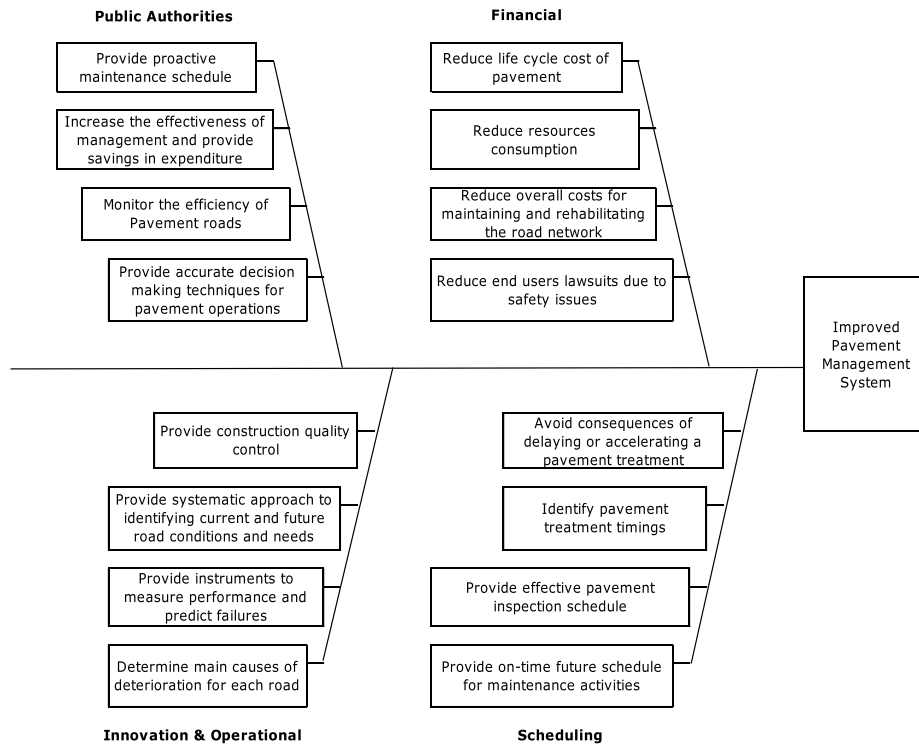 Public Authorities
Provide proactive
maintenance schedule
Increase the effectiveness of
management and provide
savings in expenditure
Monitor the efficiency of
Pavement roads
Provide accurate decision
making techniques for
pavement operations
Financial
Reduce life cycle cost of
pavement
Reduce resources
consumption
Reduce overall costs for
maintaining and rehabilitating
the road network
Reduce end users lawsuits due to
safety issues
Improved
Pavement
Management
System
Provide construction quality
control
Provide systematic approach to
identifying current and future
road conditions and needs
Provide instruments to
measure performance and
predict failures
Determine main causes of
deterioration for each road
Innovation & Operational
Avoid consequences of
delaying or accelerating a
pavement treatment
Identify pavement
treatment timings
Provide effective pavement
inspection schedule
Provide on-time future schedule
for maintenance activities
Scheduling